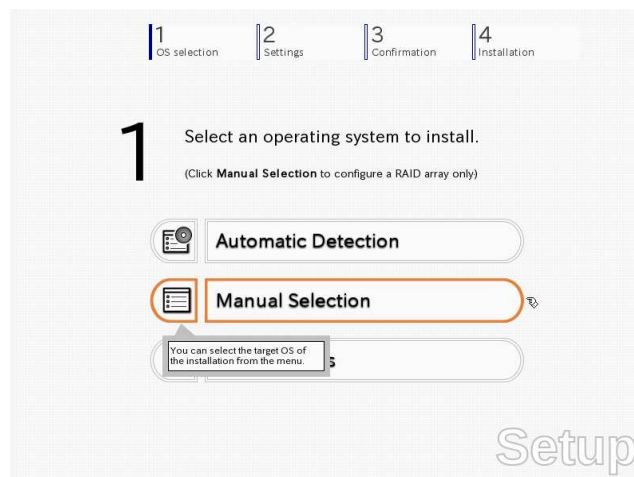 1 2 3 4
OS selection Settings Confirmation Installation
1 Select an operating system to install.
(Click Manual Selection to configure a RAID array only)
Automatic Detection
Manual Selection
You can select the target OS of
the installation from the menu.
Setup